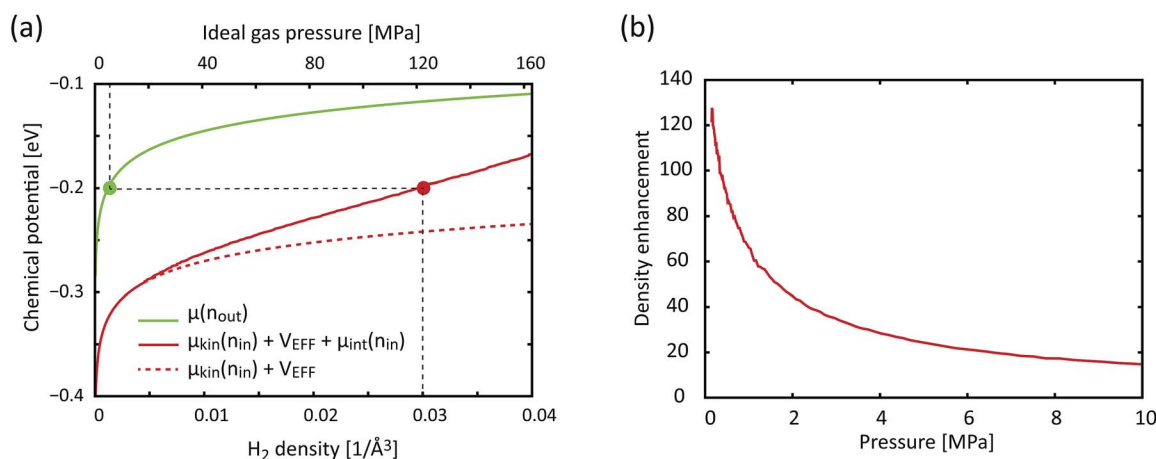 (a)
Ideal gas pressure [MPa]
0 40 80 120 160
Chemical potential [eV]
−0.1
−0.2
−0.3
−0.4
μ(nout)
μkin(nin) + VEFF + μint(nin)
μkin(nin) + VEFF
0 0.01 0.02 0.03 0.04
H2 density [1/Å3]
(b)
Density enhancement
140
120
100
80
60
40
20
0
0 2 4 6 8 10
Pressure [MPa]